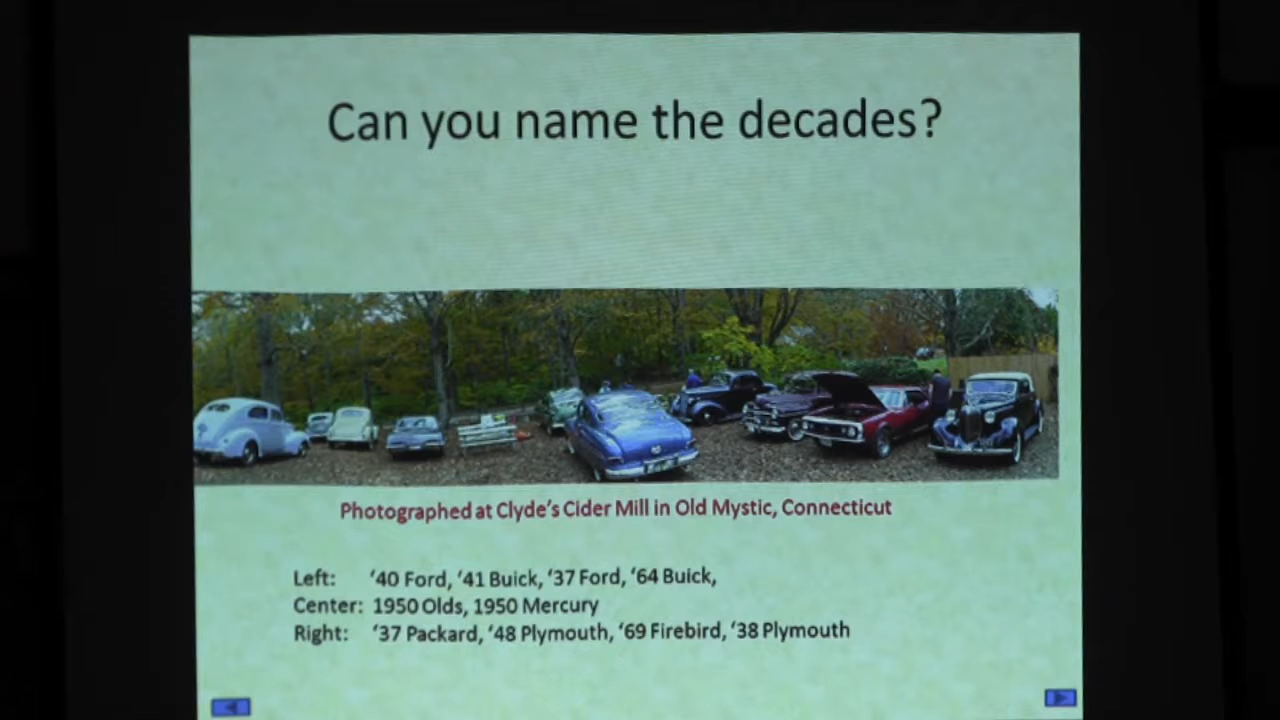 Can you name the decades?
Photographed at Clyde's Cider Mill in Old Mystic, Connecticut
Left: '40 Ford, '41 Buick, '37 Ford, '64 Buick,
Center: 1950 Olds, 1950 Mercury
Right: '37 Packard, '48 Plymouth, '69 Firebird, '38 Plymouth